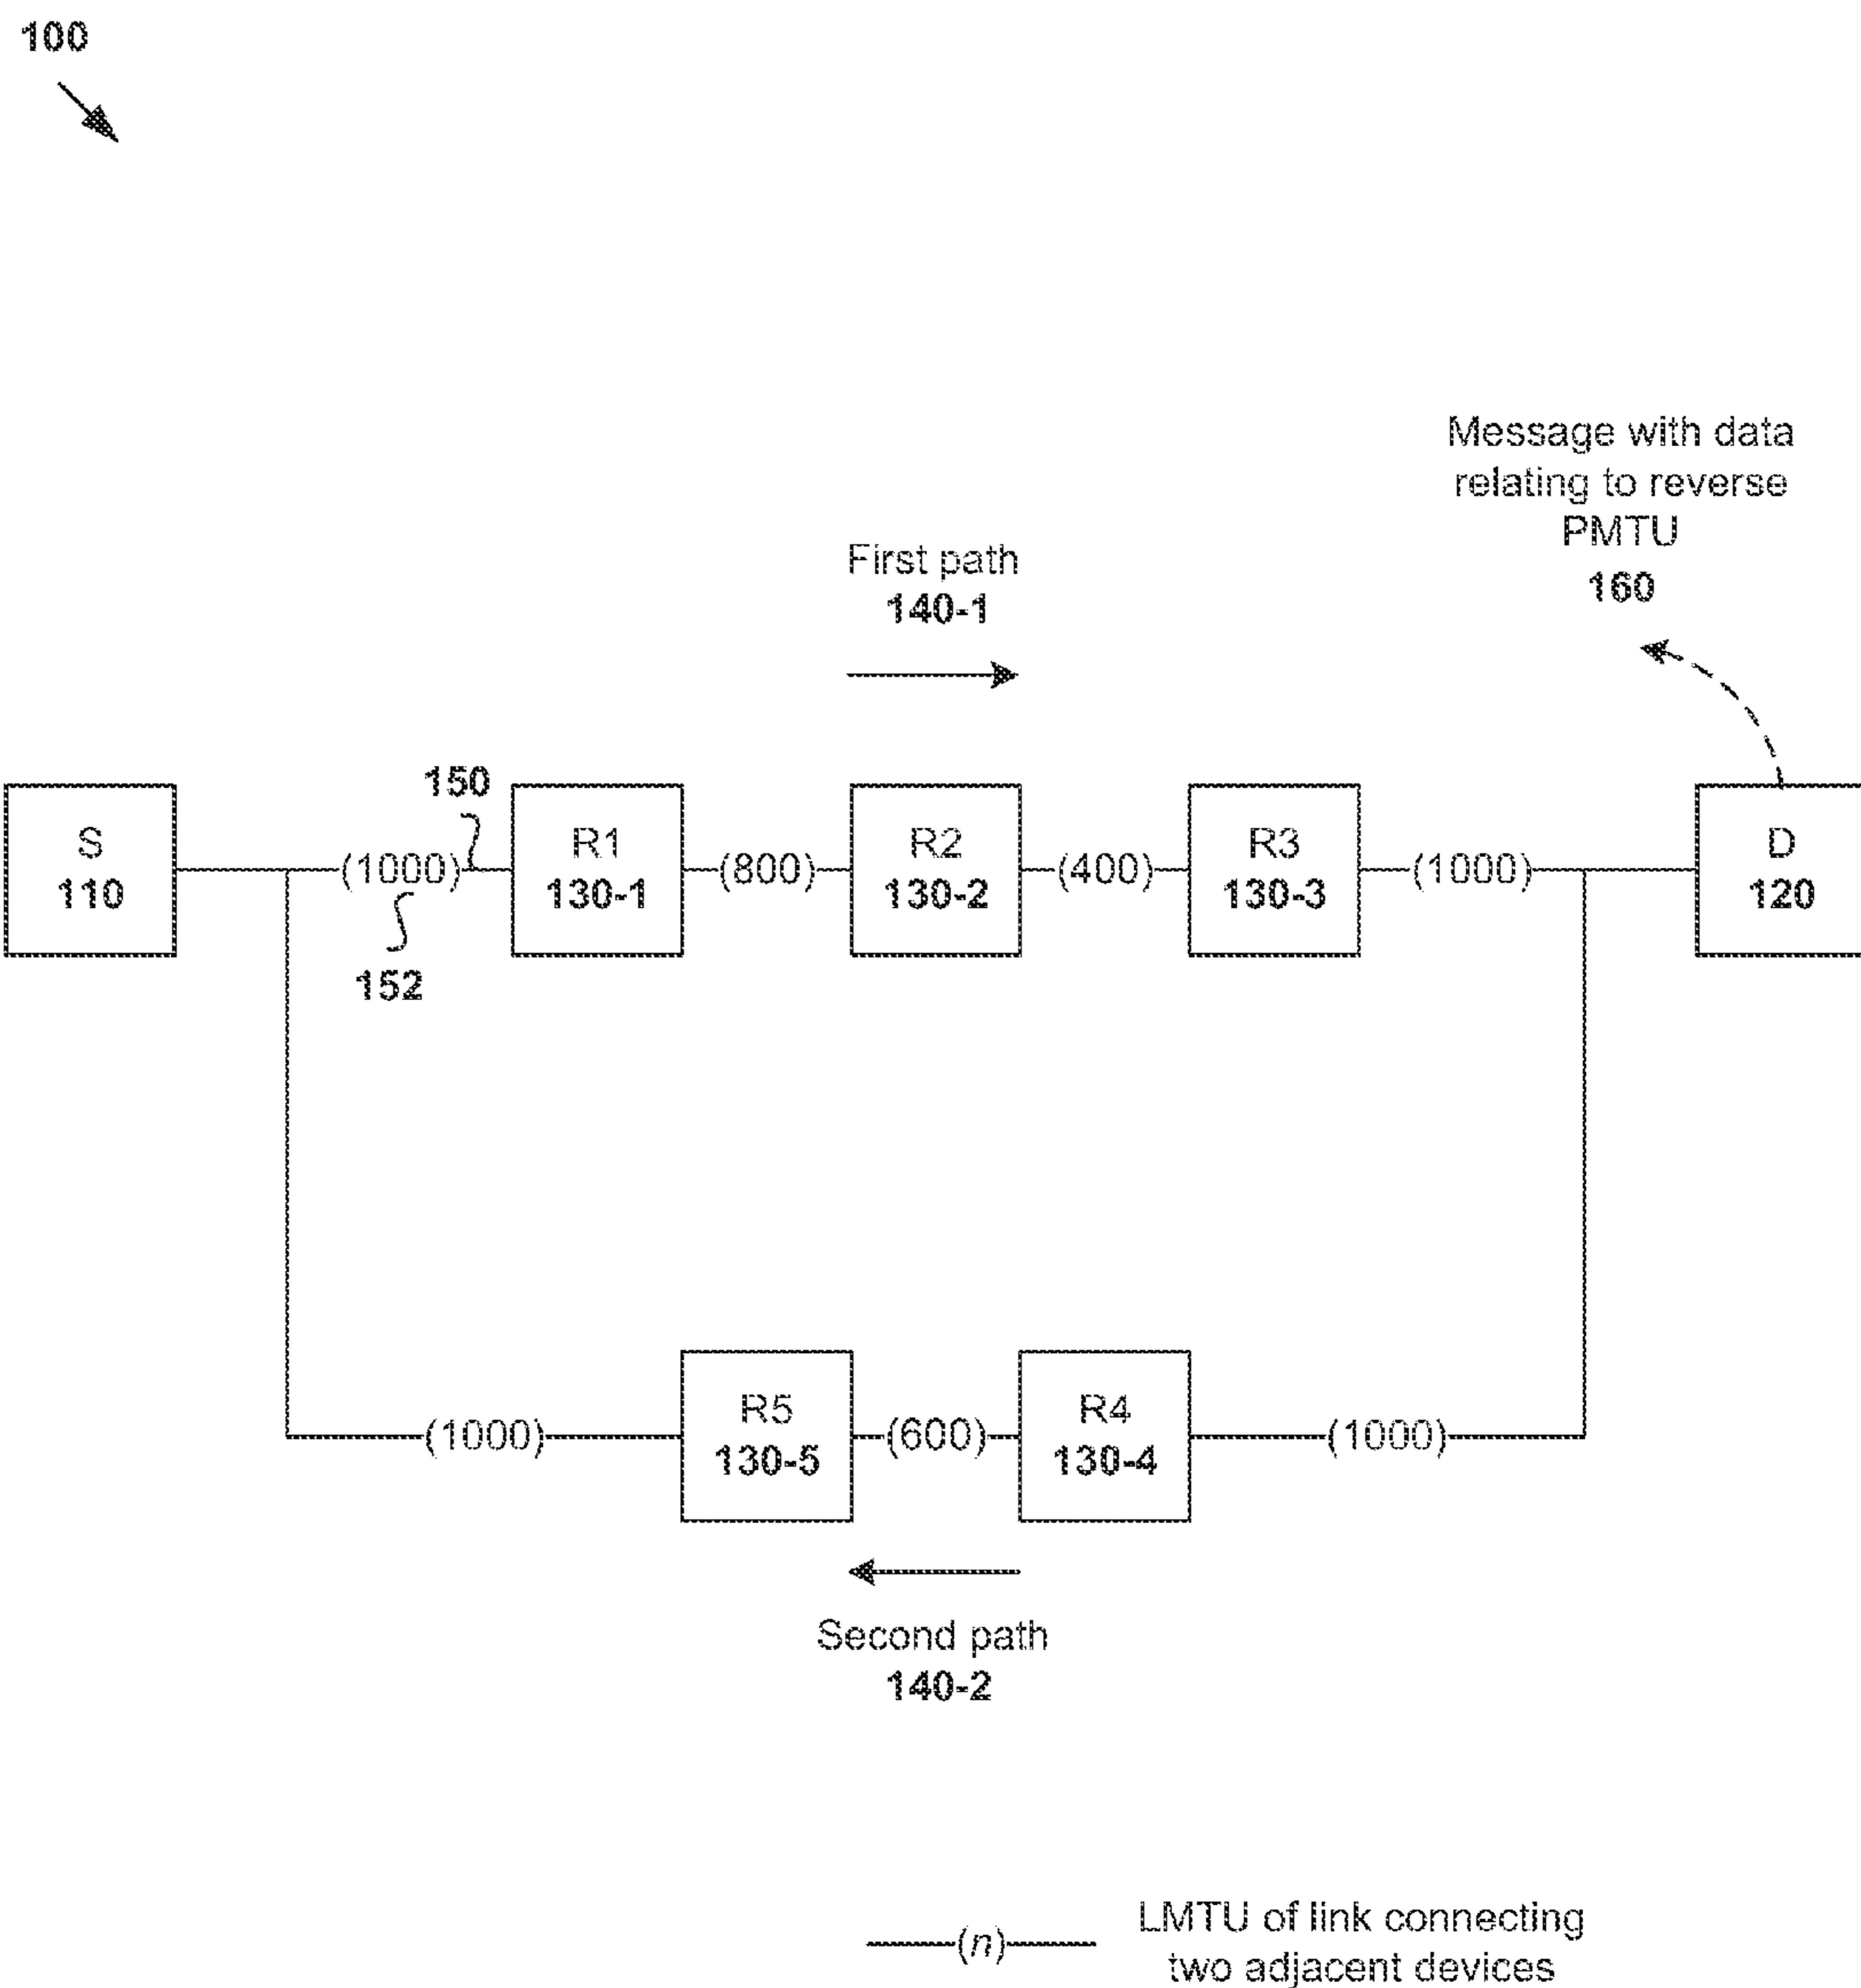 100
Message with data
relating to reverse
PMTU
160
First path
140-1
150
S
110
(1000)
R1
130-1
(800)
R2
130-2
(400)
R3
130-3
(1000)
D
120
152
(1000)
R5
130-5
(600)
R4
130-4
(1000)
Second path
140-2
(n)
LMTU of link connecting
two adjacent devices